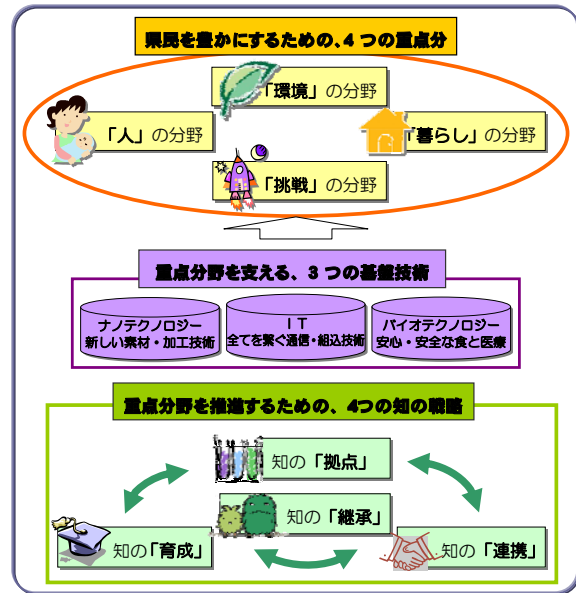 県民を豊かにするための、4つの重点分
「環境」の分野
「人」の分野
「暮らし」の分野
「挑戦」の分野
重点分野を支える、3つの基盤技術
ナノテクノロジー
新しい素材・加工技術
IT
全てを繋ぐ通信・組込技術
バイオテクノロジー
安心・安全な食と医療
重点分野を推進するための、4つの知の戦略
知の「拠点」
知の「継承」
知の「育成」
知の「連携」